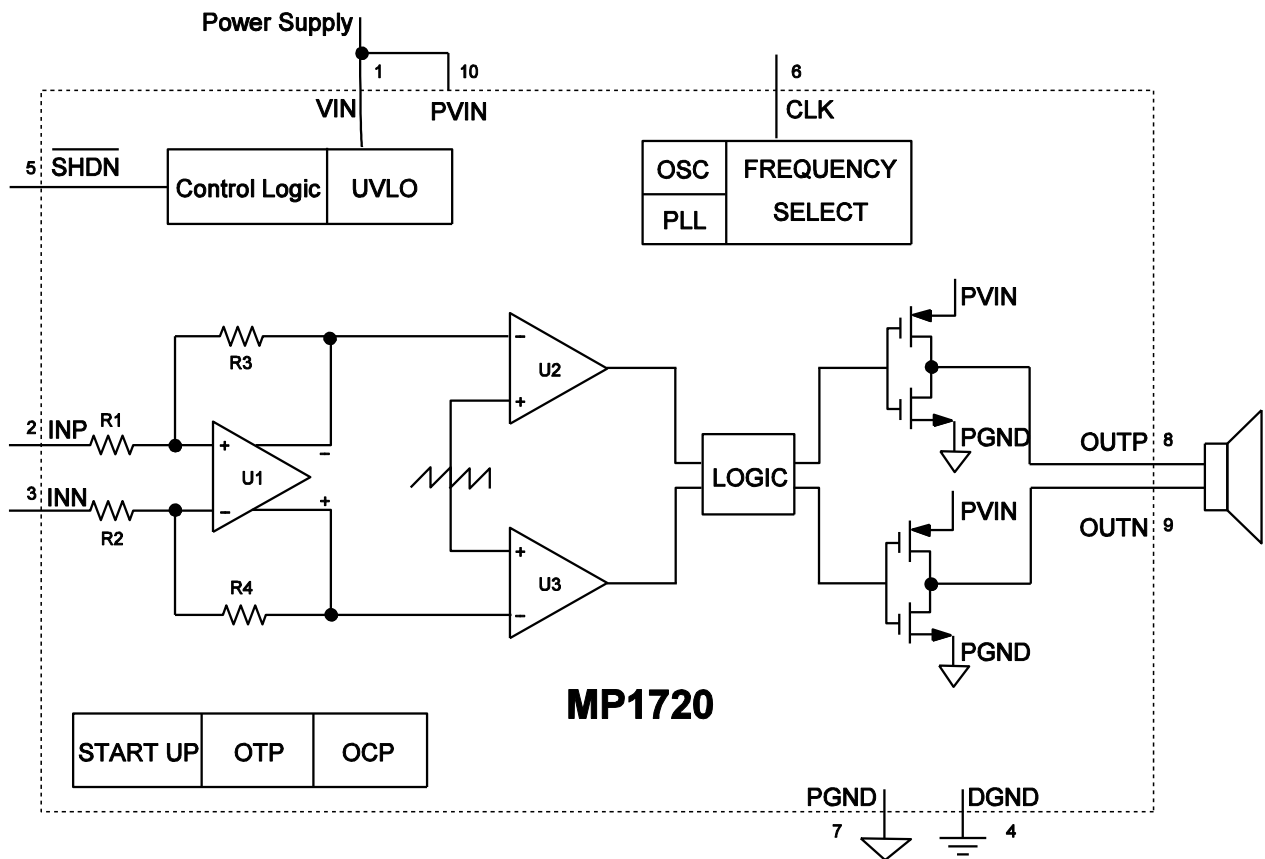 Power Supply
1
10
6
VIN
PVIN
CLK
5
SHDN
Control Logic
UVLO
OSC
PLL
FREQUENCY
SELECT
PVIN
R3
−
U2
+
2
INP
R1
+
−
U1
PGND
OUTP
8
LOGIC
3
INN
R2
−
+
PVIN
OUTN
9
R4
+
U3
−
PGND
MP1720
START UP
OTP
OCP
PGND
DGND
7
4